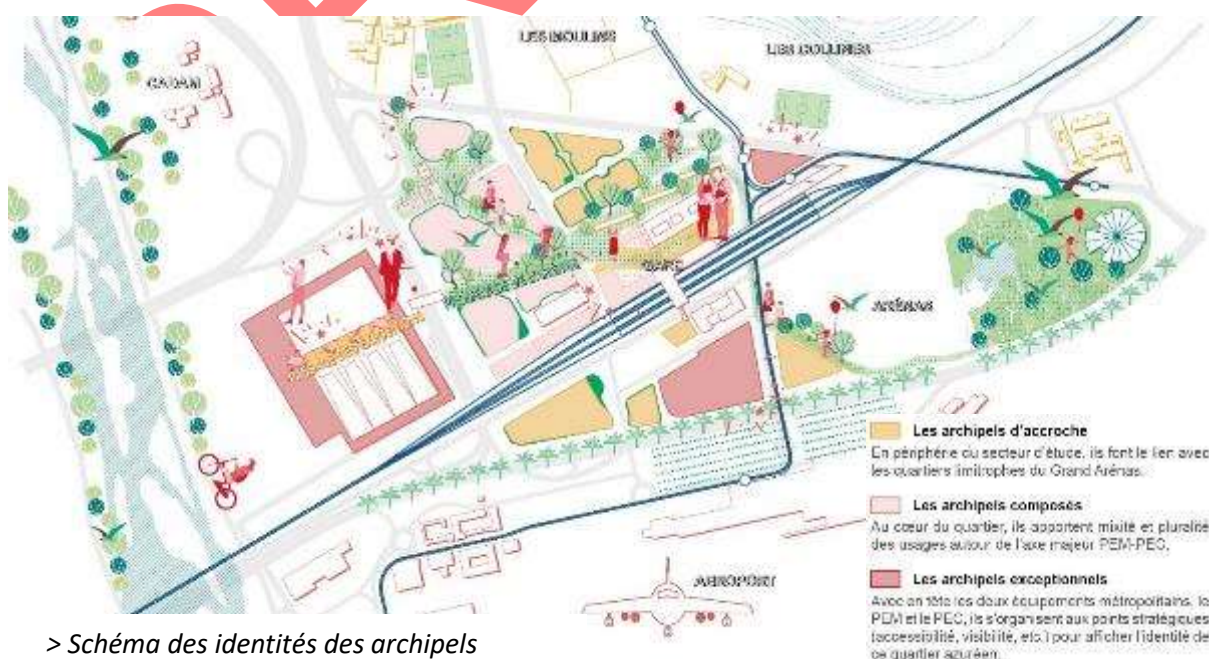 LES MOULINS
LES COLLINES
CADAM
GARE
ARÉNAS
AÉROPORT
Les archipels d'accroche
En périphérie du secteur d'étude, ils font le lien avec
les quartiers limitrophes du Grand Arénas.
Les archipels composés
Au cœur du quartier, ils apportent mixité et pluralité
des usages autour de l'axe majeur PEM-PEC.
Les archipels exceptionnels
Avec en tête les deux équipements métropolitains, le
PEM et le PEC, ils s'organisent aux points stratégiques
(accessibilité, visibilité, etc.) pour afficher l'identité de
ce quartier azuréen.
> Schéma des identités des archipels